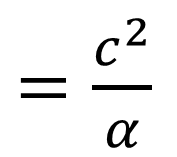 = c² / α